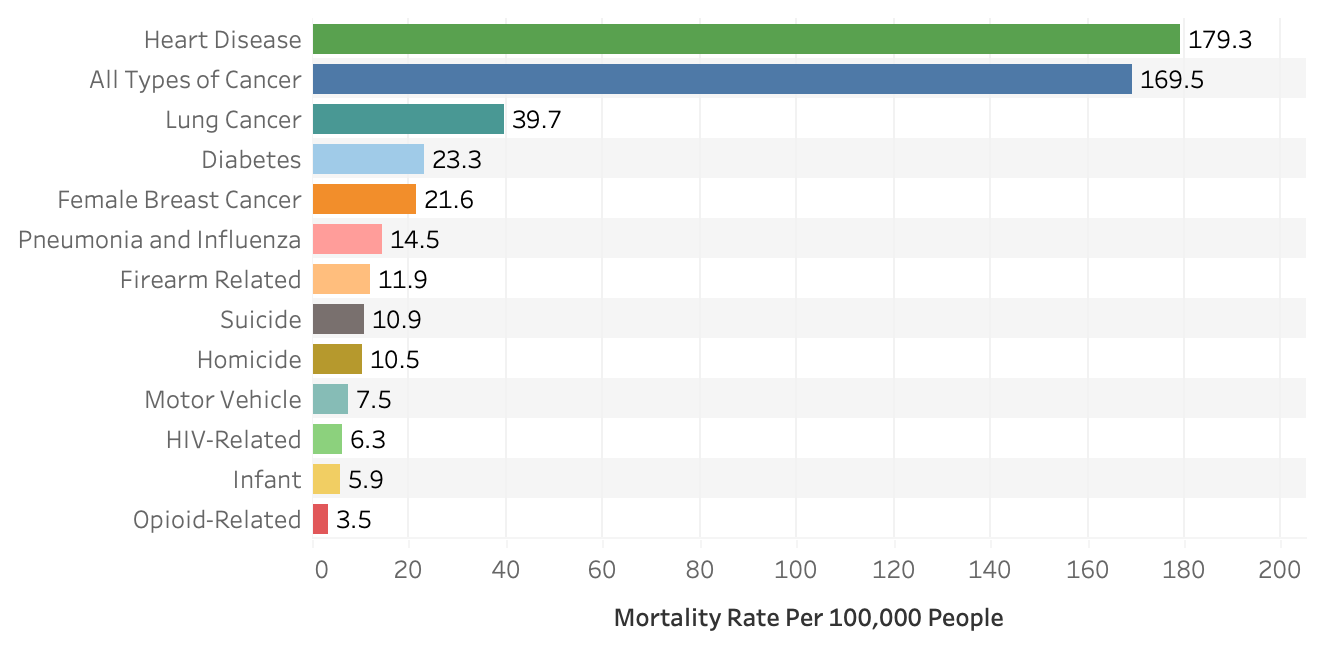 Heart Disease 179.3
All Types of Cancer 169.5
Lung Cancer 39.7
Diabetes 23.3
Female Breast Cancer 21.6
Pneumonia and Influenza 14.5
Firearm Related 11.9
Suicide 10.9
Homicide 10.5
Motor Vehicle 7.5
HIV-Related 6.3
Infant 5.9
Opioid-Related 3.5
0 20 40 60 80 100 120 140 160 180 200
Mortality Rate Per 100,000 People